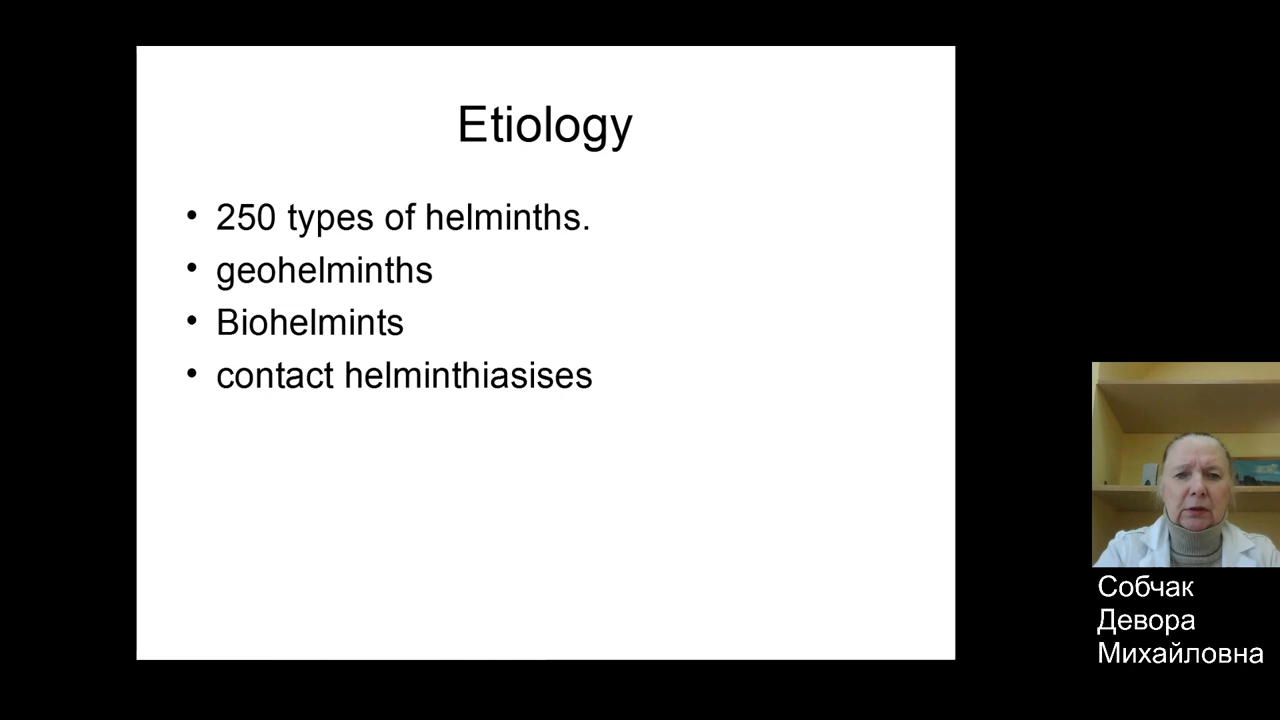 Etiology
• 250 types of helminths.
• geohelminths
• Biohelmints
• contact helminthiasises
Собчак
Девора
Михайловна